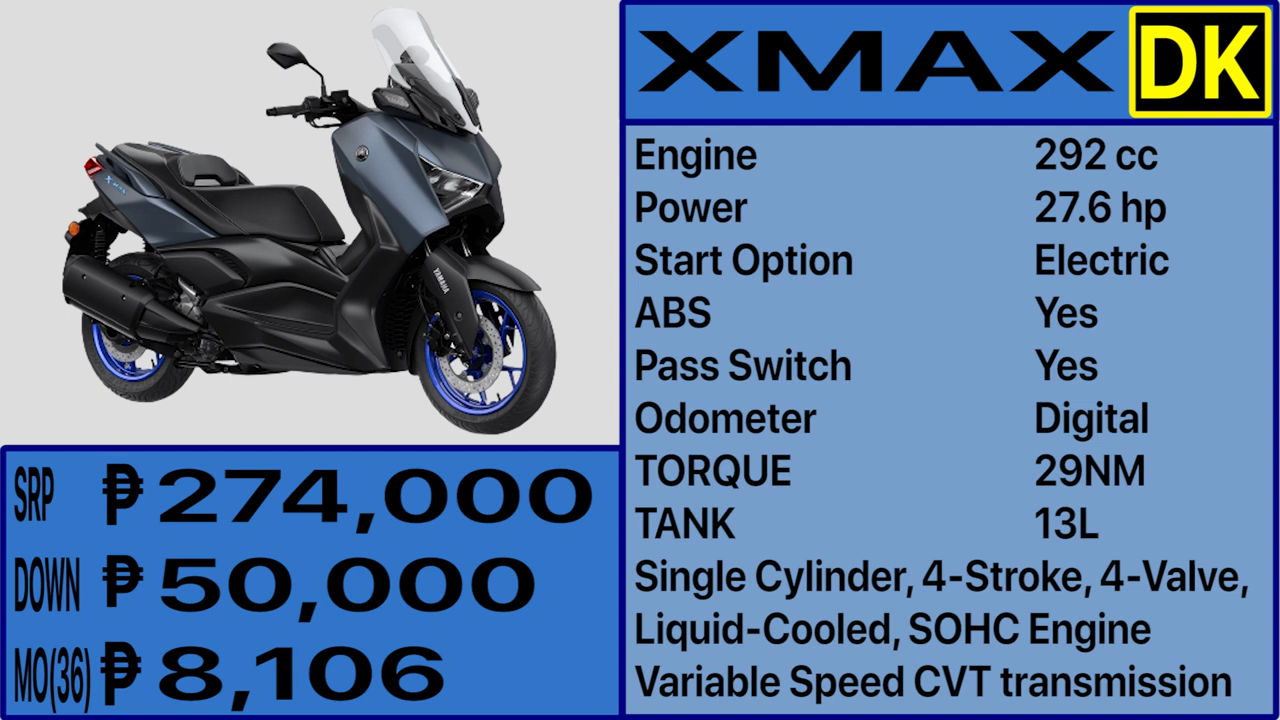 XMAX DK
Engine 292 cc
Power 27.6 hp
Start Option Electric
ABS Yes
Pass Switch Yes
Odometer Digital
TORQUE 29NM
TANK 13L
Single Cylinder, 4-Stroke, 4-Valve,
Liquid-Cooled, SOHC Engine
Variable Speed CVT transmission
XMAX
YAMAHA
SRP ₱274,000
DOWN ₱50,000
MO(36) ₱8,106